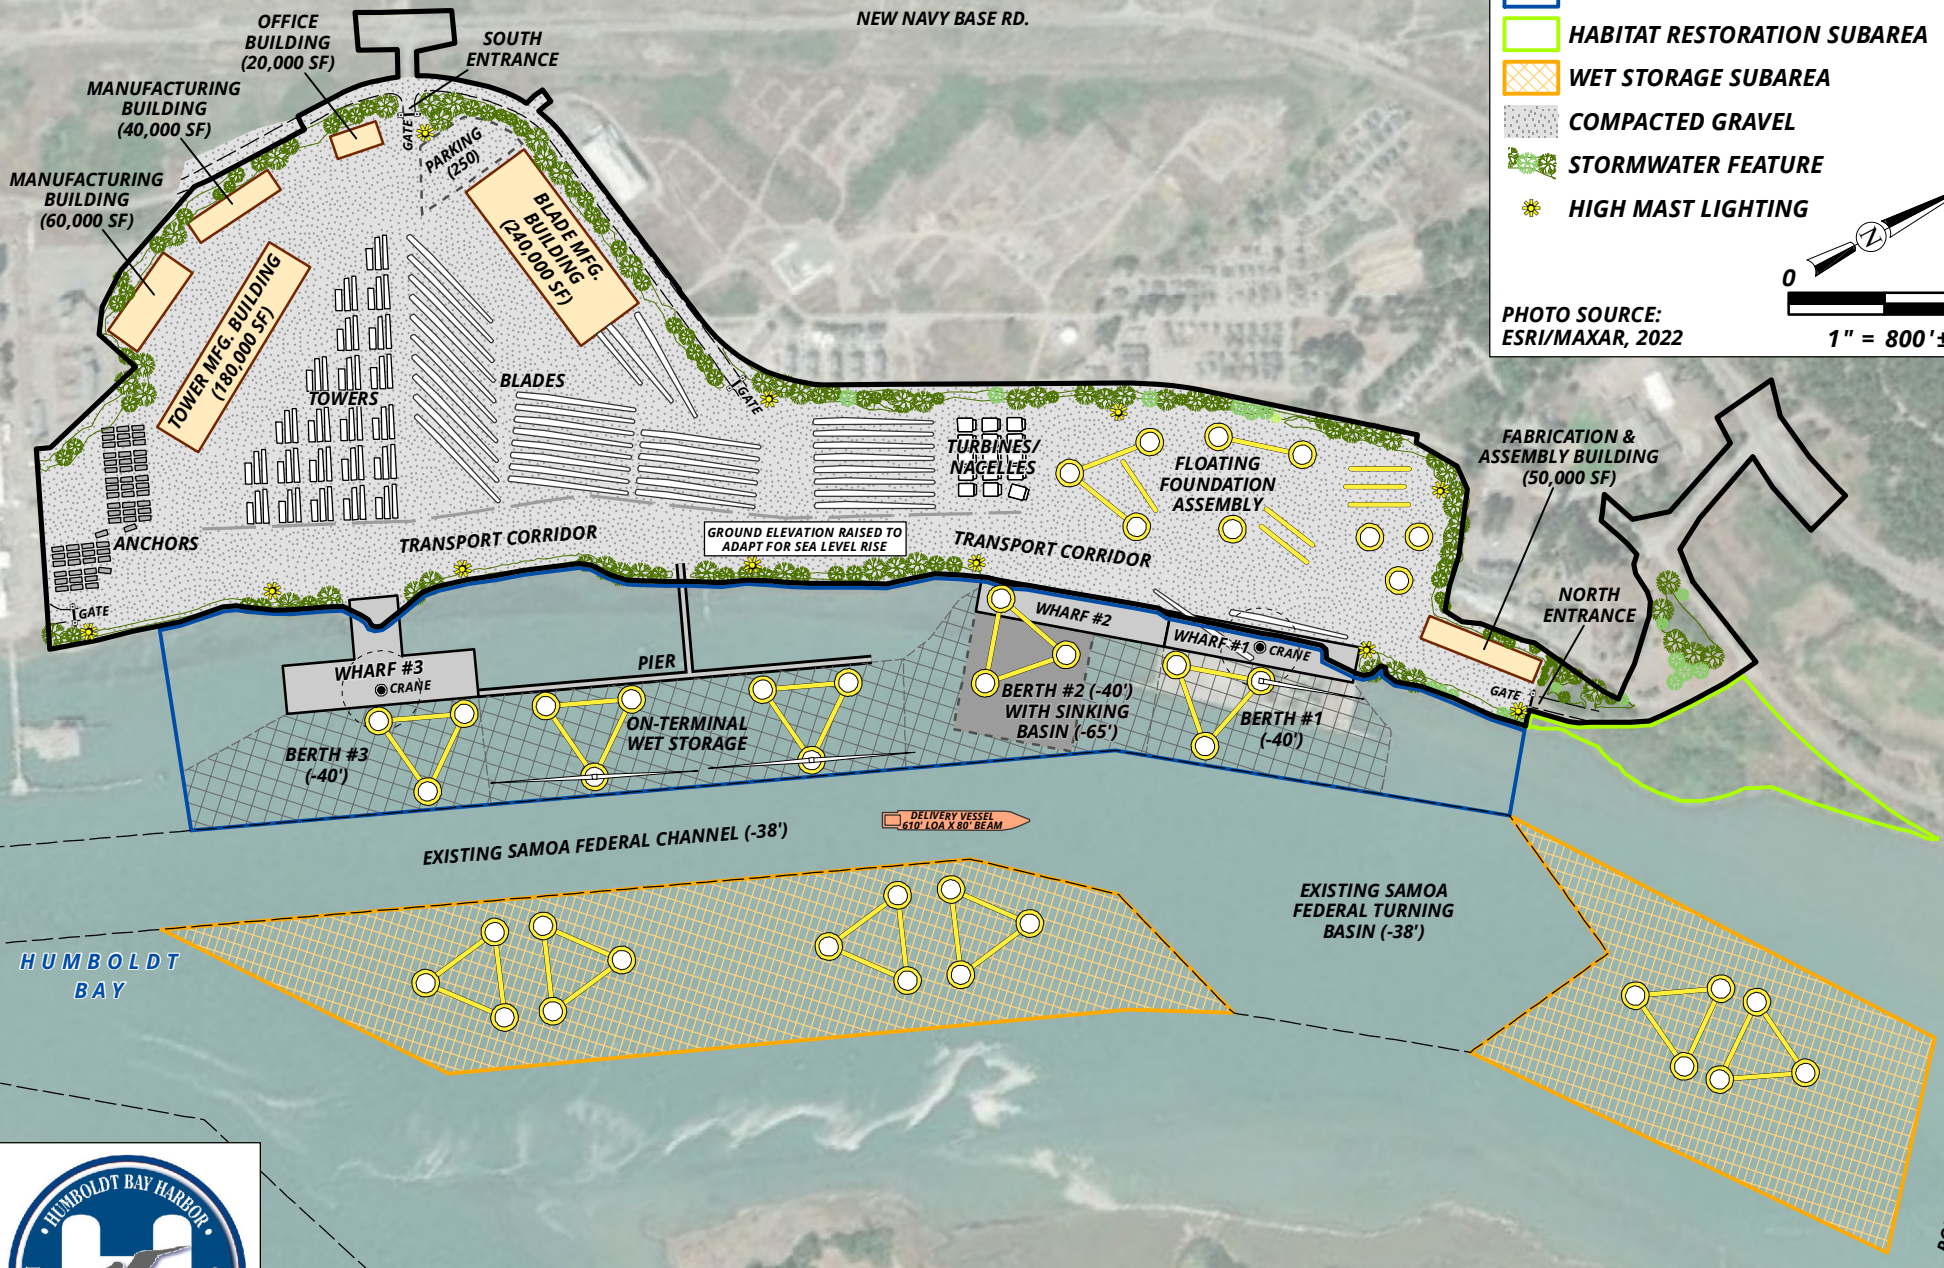 NEW NAVY BASE RD.
OFFICE
BUILDING
(20,000 SF)
SOUTH
ENTRANCE
MANUFACTURING
BUILDING
(40,000 SF)
MANUFACTURING
BUILDING
(60,000 SF)
GATE
PARKING
(250)
BLADE MFG.
BUILDING
(240,000 SF)
TOWER MFG. BUILDING
(180,000 SF)
TOWERS
BLADES
GATE
TURBINES/
NACELLES
FLOATING
FOUNDATION
ASSEMBLY
FABRICATION &
ASSEMBLY BUILDING
(50,000 SF)
ANCHORS
TRANSPORT CORRIDOR
GROUND ELEVATION RAISED TO
ADAPT FOR SEA LEVEL RISE
TRANSPORT CORRIDOR
GATE
NORTH
ENTRANCE
WHARF #2
WHARF #1
CRANE
WHARF #3
CRANE
PIER
GATE
BERTH #2 (-40')
WITH SINKING
BASIN (-65')
BERTH #1
(-40')
ON-TERMINAL
WET STORAGE
BERTH #3
(-40')
DELIVERY VESSEL
610' LOA X 80' BEAM
EXISTING SAMOA FEDERAL CHANNEL (-38')
EXISTING SAMOA
FEDERAL TURNING
BASIN (-38')
HUMBOLDT
BAY
HABITAT RESTORATION SUBAREA
WET STORAGE SUBAREA
COMPACTED GRAVEL
STORMWATER FEATURE
HIGH MAST LIGHTING
N
0
PHOTO SOURCE:
ESRI/MAXAR, 2022
1" = 800'±
• HUMBOLDT BAY HARBOR •